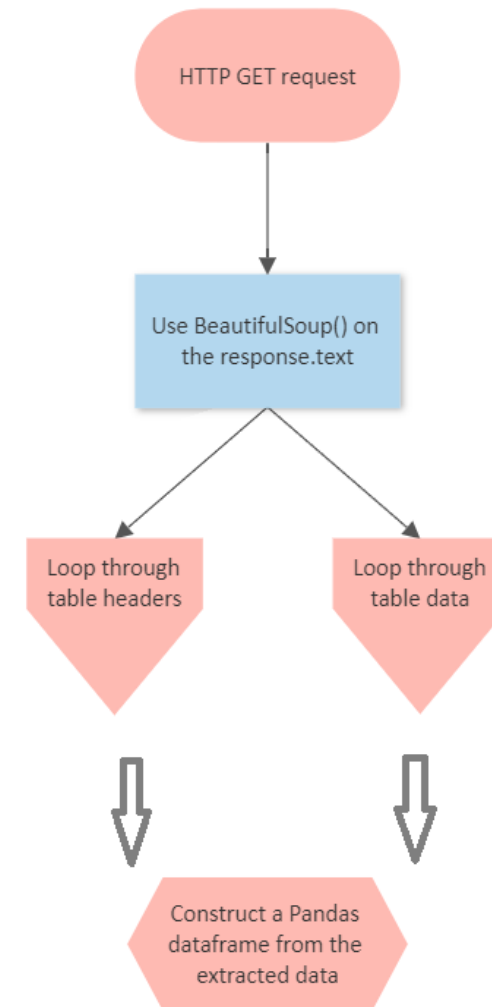 HTTP GET request
Use BeautifulSoup() on
the response.text
Loop through
table headers
Loop through
table data
Construct a Pandas
dataframe from the
extracted data